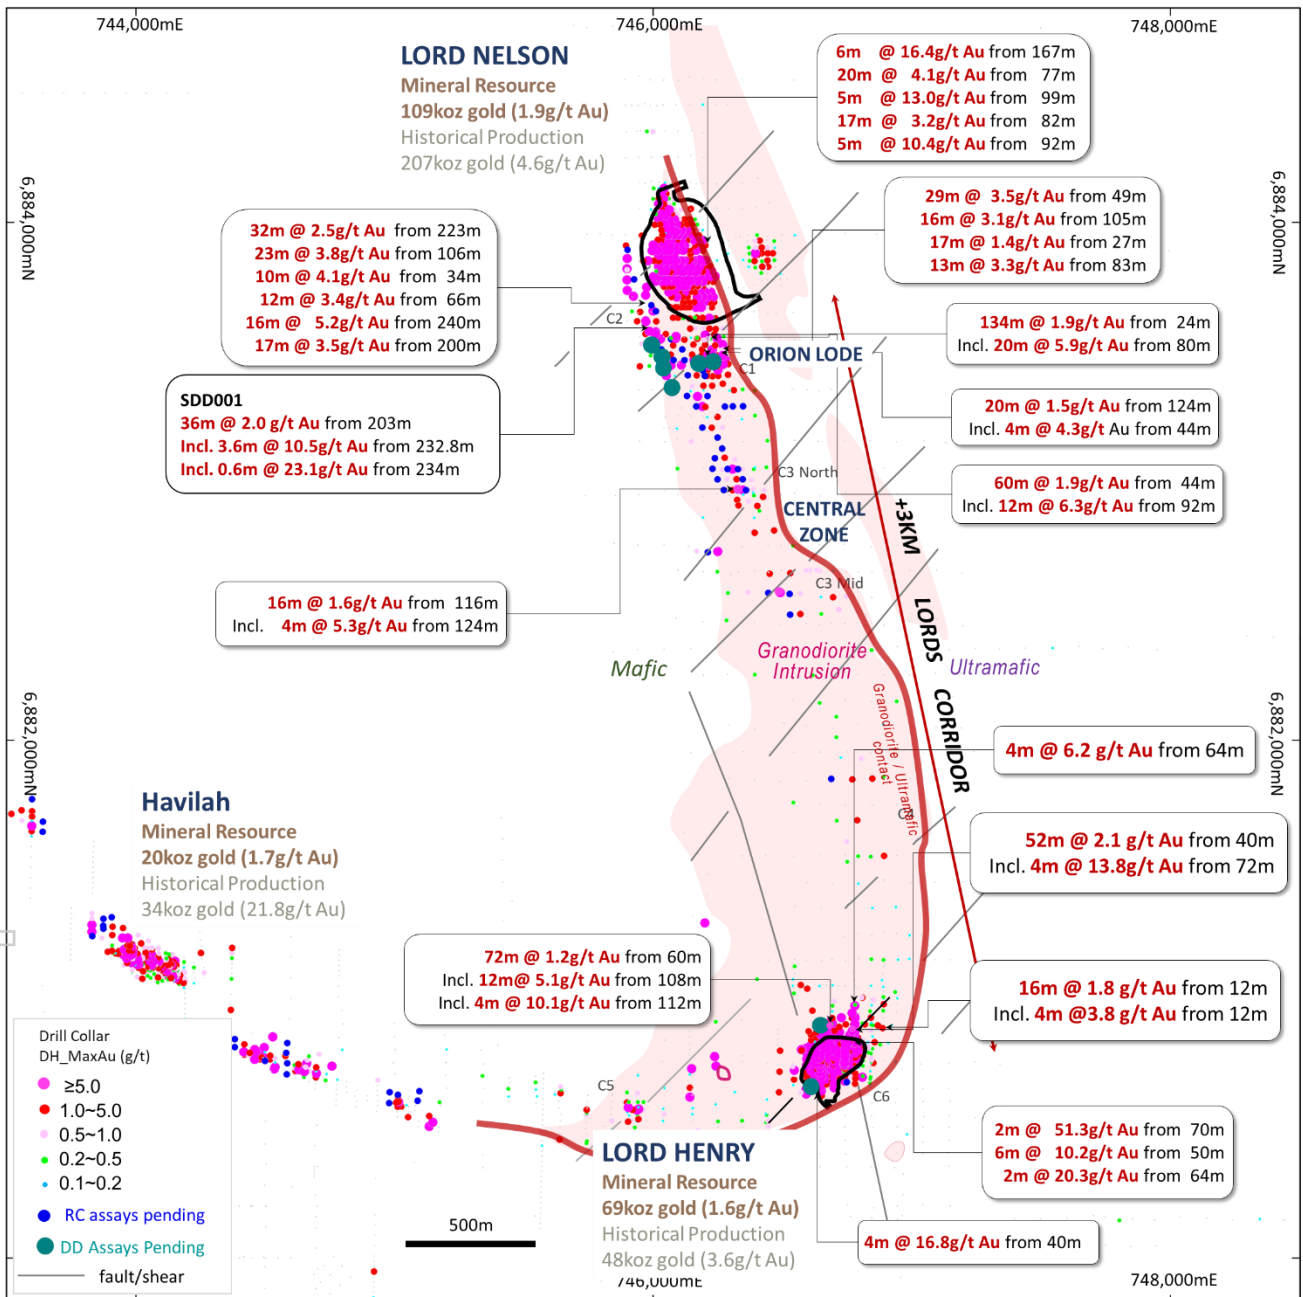 744,000mE
746,000mE
748,000mE
LORD NELSON
Mineral Resource
109koz gold (1.9g/t Au)
Historical Production
207koz gold (4.6g/t Au)
6m @ 16.4g/t Au from 167m
20m @ 4.1g/t Au from 77m
5m @ 13.0g/t Au from 99m
17m @ 3.2g/t Au from 82m
5m @ 10.4g/t Au from 92m
6,884,000mN
6,884,000mN
29m @ 3.5g/t Au from 49m
16m @ 3.1g/t Au from 105m
17m @ 1.4g/t Au from 27m
13m @ 3.3g/t Au from 83m
32m @ 2.5g/t Au from 223m
23m @ 3.8g/t Au from 106m
10m @ 4.1g/t Au from 34m
12m @ 3.4g/t Au from 66m
16m @ 5.2g/t Au from 240m
17m @ 3.5g/t Au from 200m
C2
134m @ 1.9g/t Au from 24m
Incl. 20m @ 5.9g/t Au from 80m
ORION LODE
C1
SDD001
36m @ 2.0 g/t Au from 203m
Incl. 3.6m @ 10.5g/t Au from 232.8m
Incl. 0.6m @ 23.1g/t Au from 234m
20m @ 1.5g/t Au from 124m
Incl. 4m @ 4.3g/t Au from 44m
C3 North
60m @ 1.9g/t Au from 44m
Incl. 12m @ 6.3g/t Au from 92m
CENTRAL
ZONE
+3KM LORDS CORRIDOR
C3 Mid
16m @ 1.6g/t Au from 116m
Incl. 4m @ 5.3g/t Au from 124m
Mafic
Granodiorite
Intrusion
Ultramafic
Granodiorite / Ultramafic
contact
6,882,000mN
6,882,000mN
4m @ 6.2 g/t Au from 64m
Havilah
Mineral Resource
20koz gold (1.7g/t Au)
Historical Production
34koz gold (21.8g/t Au)
52m @ 2.1 g/t Au from 40m
Incl. 4m @ 13.8g/t Au from 72m
72m @ 1.2g/t Au from 60m
Incl. 12m@ 5.1g/t Au from 108m
Incl. 4m @ 10.1g/t Au from 112m
16m @ 1.8 g/t Au from 12m
Incl. 4m @3.8 g/t Au from 12m
Drill Collar
DH_MaxAu (g/t)
≥5.0
1.0~5.0
0.5~1.0
0.2~0.5
0.1~0.2
RC assays pending
DD Assays Pending
fault/shear
C5
C6
LORD HENRY
Mineral Resource
69koz gold (1.6g/t Au)
Historical Production
48koz gold (3.6g/t Au)
2m @ 51.3g/t Au from 70m
6m @ 10.2g/t Au from 50m
2m @ 20.3g/t Au from 64m
500m
4m @ 16.8g/t Au from 40m
746,000mE
748,000mE